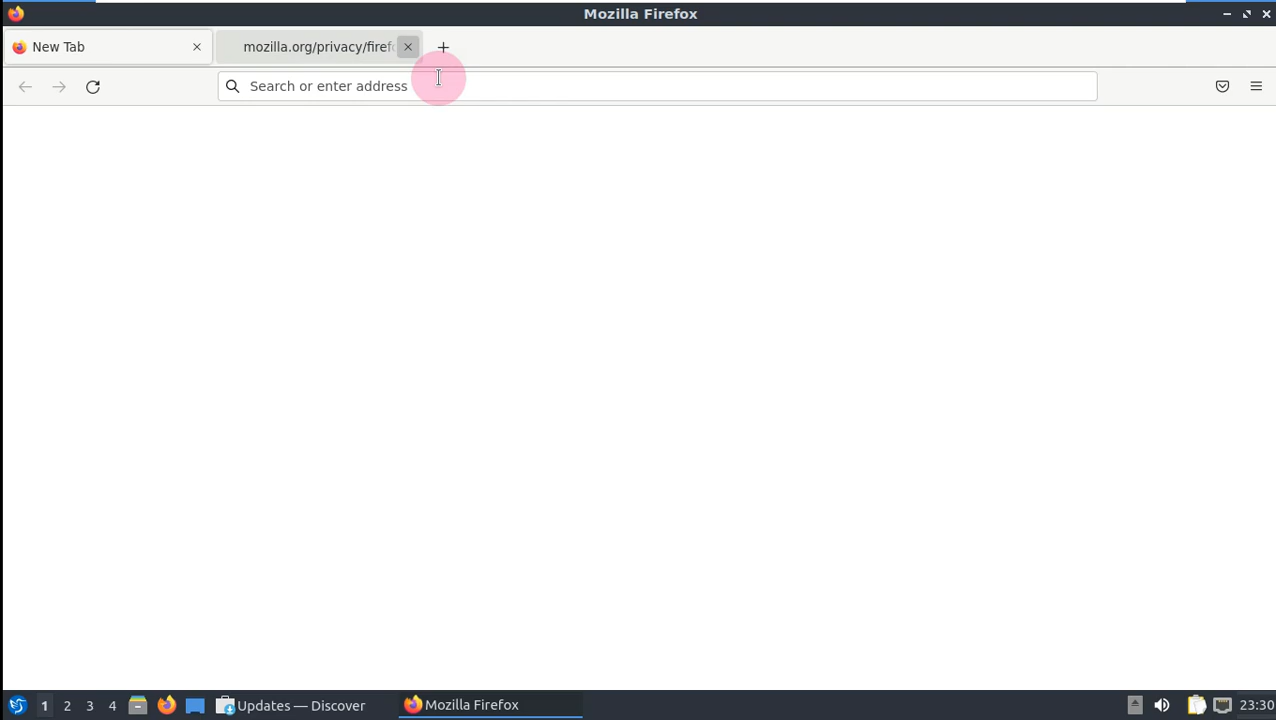 Mozilla Firefox
New Tab
mozilla.org/privacy/firef
Search or enter address
1 2 3 4 Updates — Discover Mozilla Firefox 23:30